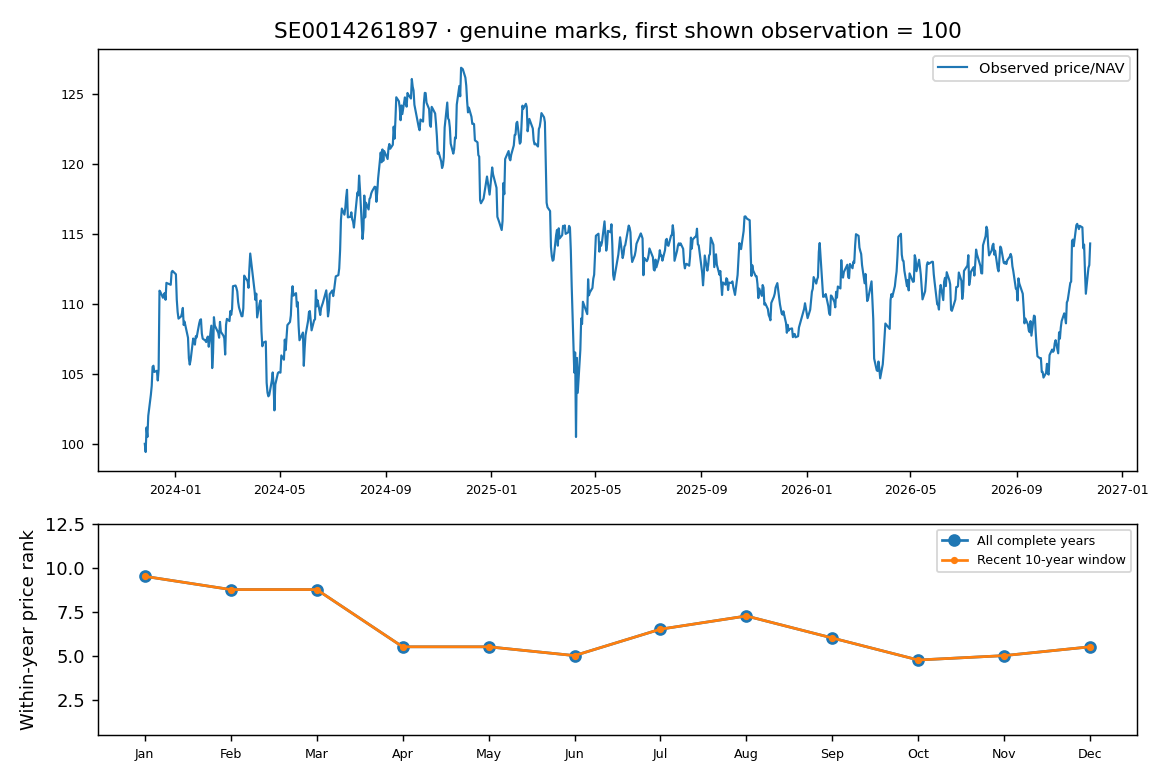 SE0014261897 · genuine marks, first shown observation = 100
Observed price/NAV
125
120
115
110
105
100
2024-01 2024-05 2024-09 2025-01 2025-05 2025-09 2026-01 2026-05 2026-09 2027-01
Within-year price rank
12.5
10.0
7.5
5.0
2.5
All complete years
Recent 10-year window
Jan Feb Mar Apr May Jun Jul Aug Sep Oct Nov Dec